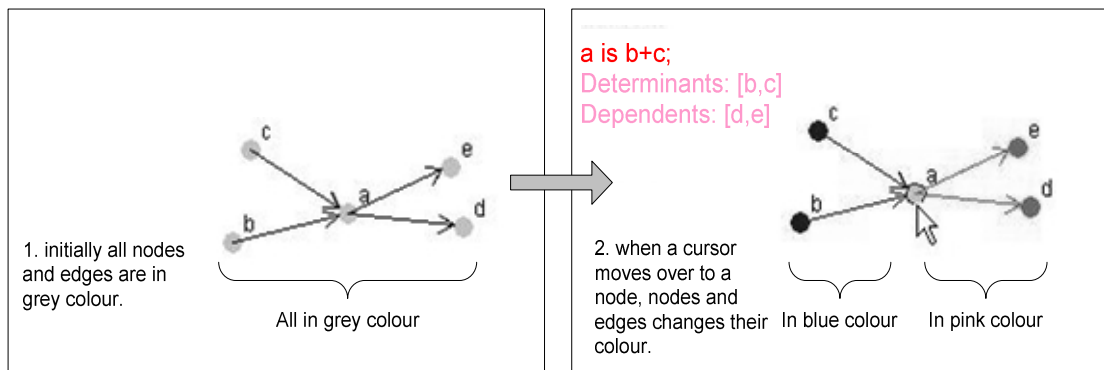 c
e
a
b
d
1. initially all nodes
and edges are in
grey colour.
All in grey colour
a is b+c;
Determinants: [b,c]
Dependents: [d,e]
c
e
a
b
d
2. when a cursor
moves over to a
node, nodes and
edges changes their
colour.
In blue colour
In pink colour